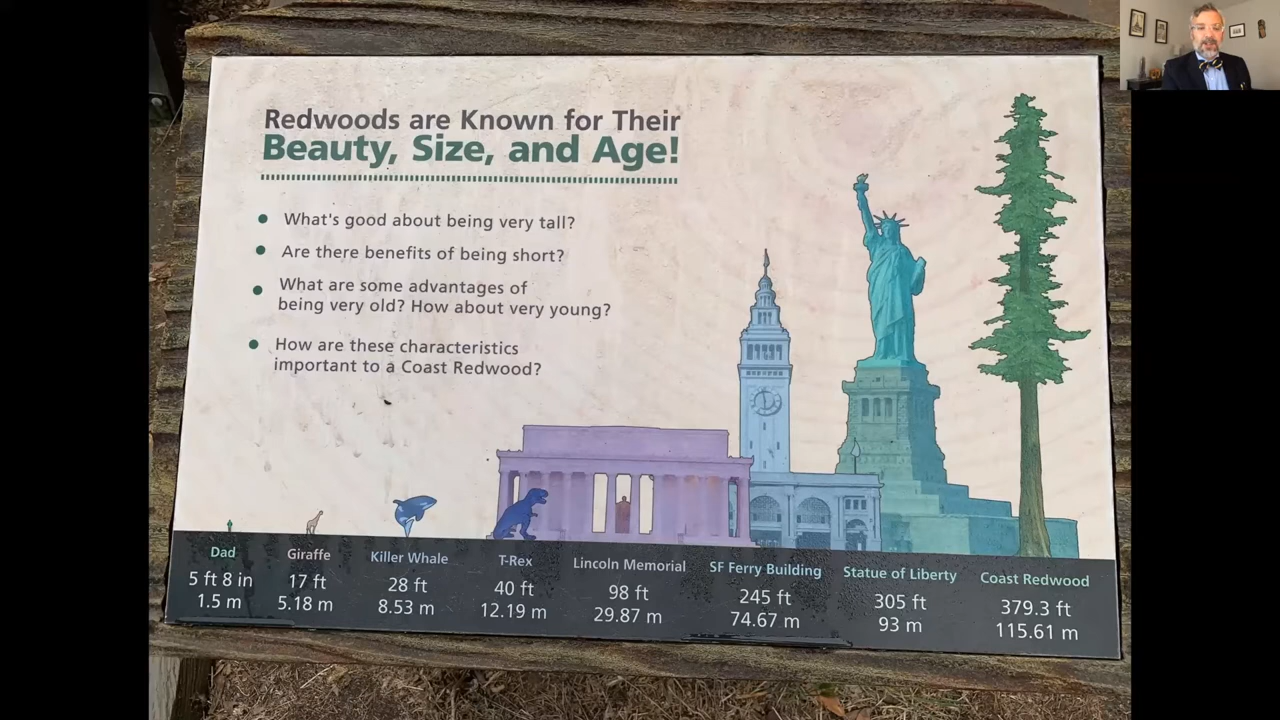 Redwoods are Known for Their
Beauty, Size, and Age!
What's good about being very tall?
Are there benefits of being short?
What are some advantages of
being very old? How about very young?
How are these characteristics
important to a Coast Redwood?
Dad
5 ft 8 in
1.5 m
Giraffe
17 ft
5.18 m
Killer Whale
28 ft
8.53 m
T-Rex
40 ft
12.19 m
Lincoln Memorial
98 ft
29.87 m
SF Ferry Building
245 ft
74.67 m
Statue of Liberty
305 ft
93 m
Coast Redwood
379.3 ft
115.61 m